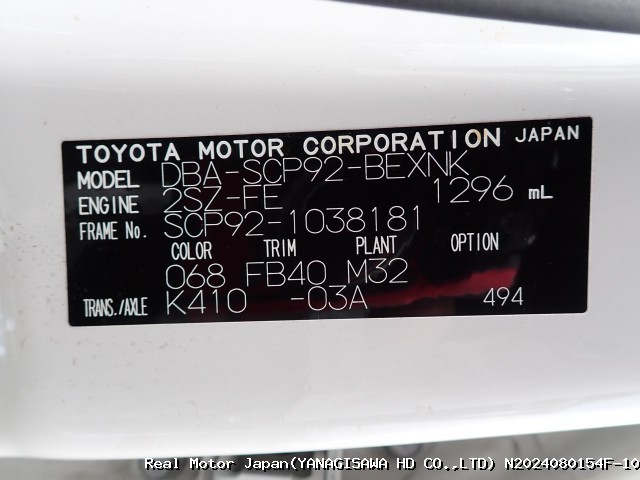 TOYOTA MOTOR CORPORATION JAPAN
MODEL DBA-SCP92-BEXNK
ENGINE 2SZ-FE 1296 mL
FRAME No. SCP92-1038181
COLOR TRIM PLANT OPTION
068 FB40 M32
TRANS./AXLE K410 -03A 494
Real Motor Japan(YANAGISAWA HD CO.,LTD) N2024080154F-10